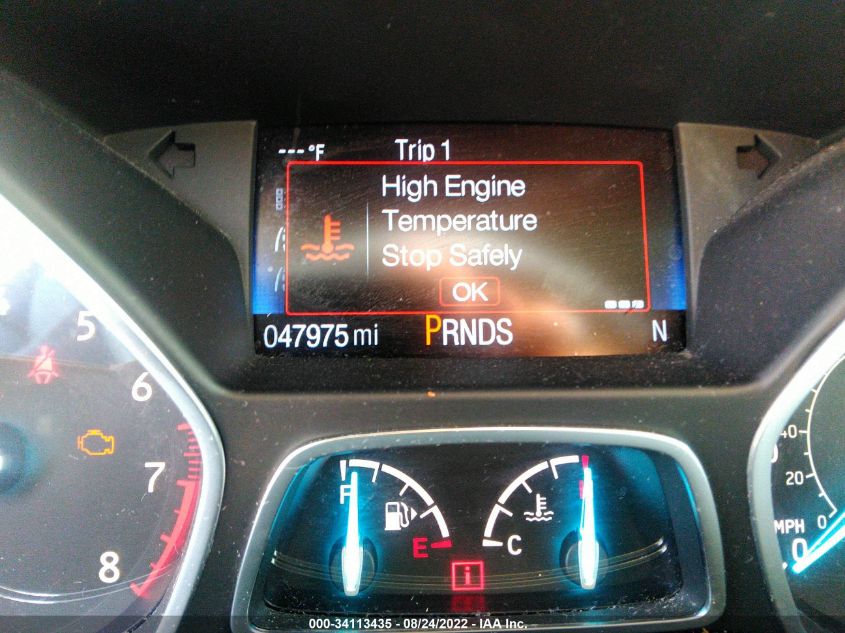 --- °F Trip 1
High Engine
Temperature
Stop Safely
OK
047975 mi PRNDS N
5
6
7
8
F E
C H
i
40
20
0
MPH
0
000-34113435 - 08/24/2022 - IAA Inc.